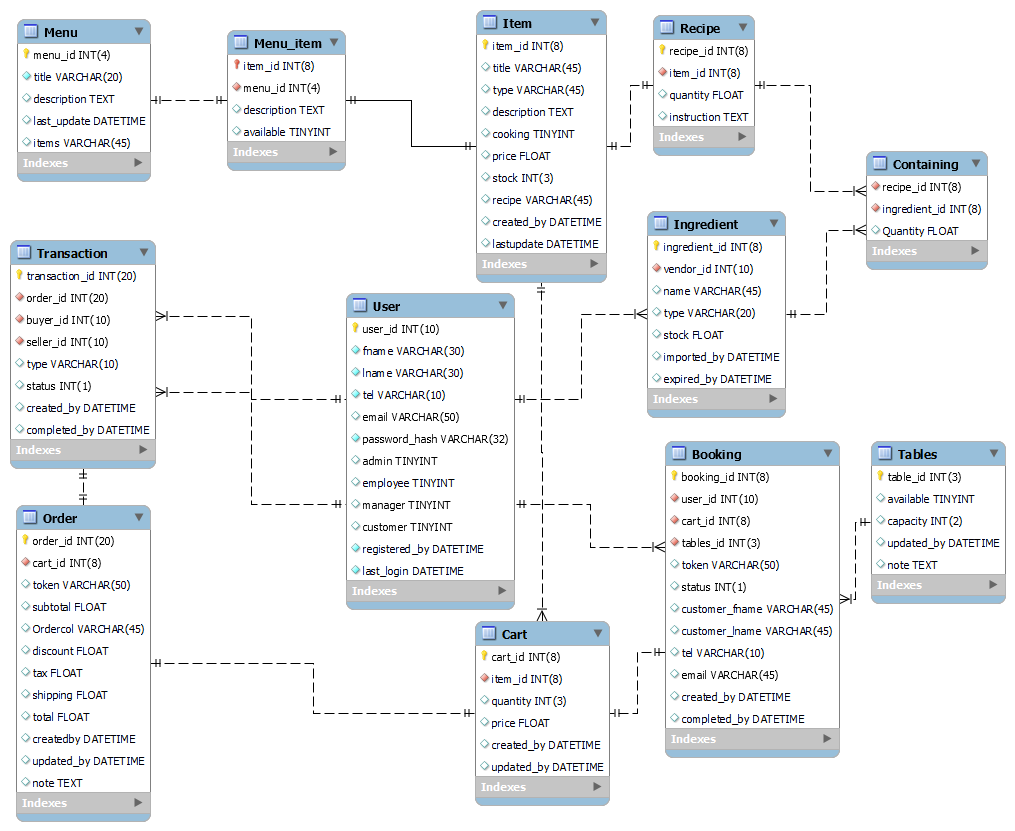 Menu
menu_id INT(4)
title VARCHAR(20)
description TEXT
last_update DATETIME
items VARCHAR(45)
Indexes
Menu_item
item_id INT(8)
menu_id INT(4)
description TEXT
available TINYINT
Indexes
Item
item_id INT(8)
title VARCHAR(45)
type VARCHAR(45)
description TEXT
cooking TINYINT
price FLOAT
stock INT(3)
recipe VARCHAR(45)
created_by DATETIME
lastupdate DATETIME
Indexes
Recipe
recipe_id INT(8)
item_id INT(8)
quantity FLOAT
instruction TEXT
Indexes
Containing
recipe_id INT(8)
ingredient_id INT(8)
Quantity FLOAT
Indexes
Ingredient
ingredient_id INT(8)
vendor_id INT(10)
name VARCHAR(45)
type VARCHAR(20)
stock FLOAT
imported_by DATETIME
expired_by DATETIME
Indexes
Transaction
transaction_id INT(20)
order_id INT(20)
buyer_id INT(10)
seller_id INT(10)
type VARCHAR(10)
status INT(1)
created_by DATETIME
completed_by DATETIME
Indexes
User
user_id INT(10)
fname VARCHAR(30)
lname VARCHAR(30)
tel VARCHAR(10)
email VARCHAR(50)
password_hash VARCHAR(32)
admin TINYINT
employee TINYINT
manager TINYINT
customer TINYINT
registered_by DATETIME
last_login DATETIME
Indexes
Booking
booking_id INT(8)
user_id INT(10)
cart_id INT(8)
tables_id INT(3)
token VARCHAR(50)
status INT(1)
customer_fname VARCHAR(45)
customer_lname VARCHAR(45)
tel VARCHAR(10)
email VARCHAR(45)
created_by DATETIME
completed_by DATETIME
Indexes
Tables
table_id INT(3)
available TINYINT
capacity INT(2)
updated_by DATETIME
note TEXT
Indexes
Order
order_id INT(20)
cart_id INT(8)
token VARCHAR(50)
subtotal FLOAT
Ordercol VARCHAR(45)
discount FLOAT
tax FLOAT
shipping FLOAT
total FLOAT
createdby DATETIME
updated_by DATETIME
note TEXT
Indexes
Cart
cart_id INT(8)
item_id INT(8)
quantity INT(3)
price FLOAT
created_by DATETIME
updated_by DATETIME
Indexes